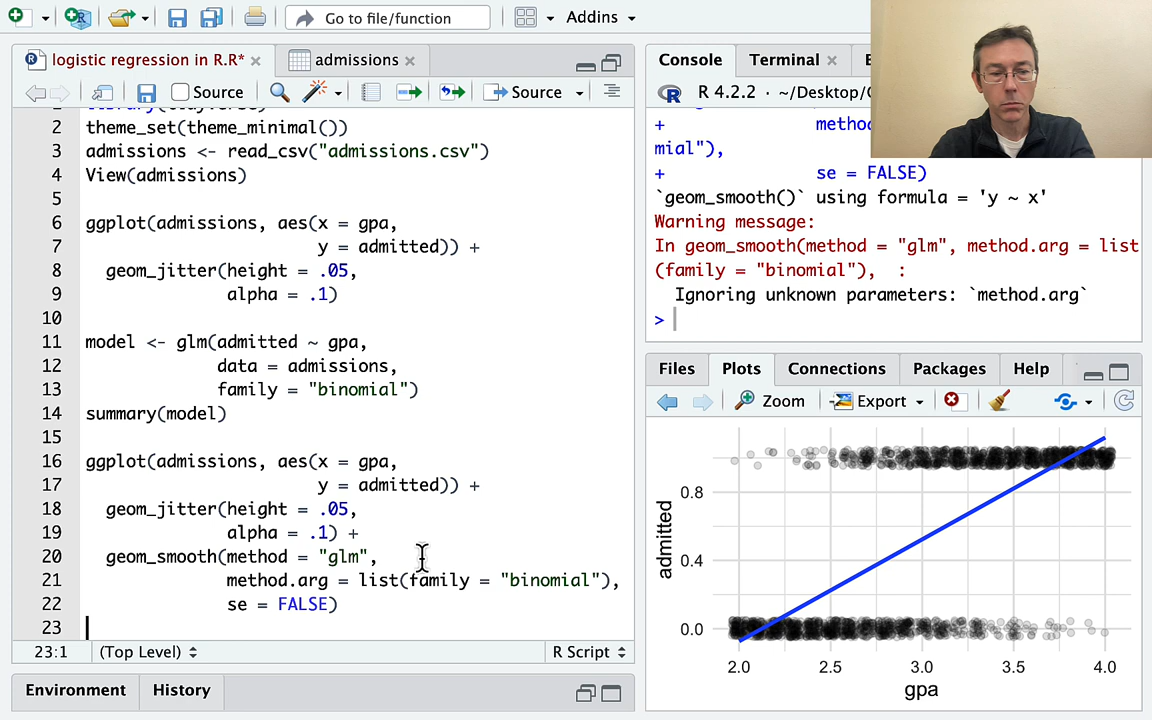 Go to file/function
Addins
logistic regression in R.R*
admissions
Source
Source
2 theme_set(theme_minimal())
3 admissions <- read_csv("admissions.csv")
4 View(admissions)
5
6 ggplot(admissions, aes(x = gpa,
7 y = admitted)) +
8 geom_jitter(height = .05,
9 alpha = .1)
10
11 model <- glm(admitted ~ gpa,
12 data = admissions,
13 family = "binomial")
14 summary(model)
15
16 ggplot(admissions, aes(x = gpa,
17 y = admitted)) +
18 geom_jitter(height = .05,
19 alpha = .1) +
20 geom_smooth(method = "glm",
21 method.arg = list(family = "binomial"),
22 se = FALSE)
23
23:1 (Top Level) R Script
Environment History
Console Terminal
R 4.2.2 · ~/Desktop/
+ metho
mial"),
+ se = FALSE)
`geom_smooth()` using formula = 'y ~ x'
Warning message:
In geom_smooth(method = "glm", method.arg = list
(family = "binomial"), :
Ignoring unknown parameters: `method.arg`
>
Files Plots Connections Packages Help
Zoom Export
admitted
0.8
0.4
0.0
2.0 2.5 3.0 3.5 4.0
gpa